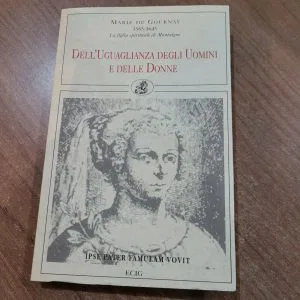 MARIE DE GOURNAY
1565-1645
La figlia spirituale di Montaigne
DELL'UGUAGLIANZA DEGLI UOMINI
E DELLE DONNE
IPSE PATER FAMULAM VOVIT
ECIG